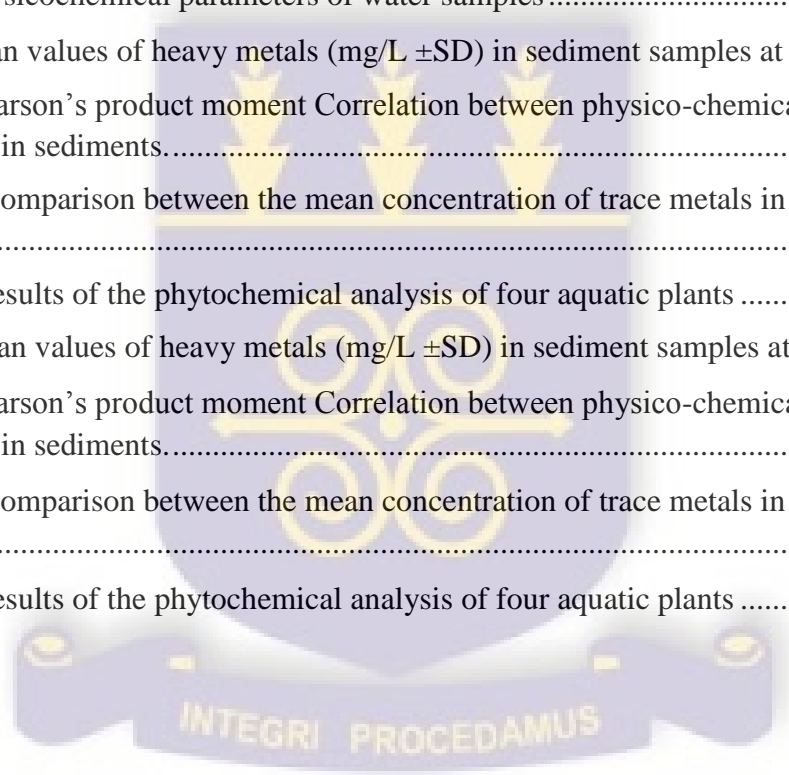 sicochemical parameters of water samples...............................................
an values of heavy metals (mg/L ±SD) in sediment samples at
arson's product moment Correlation between physico-chemica
in sediments..............................................................................................
omparison between the mean concentration of trace metals in
....................................................................................................................
esults of the phytochemical analysis of four aquatic plants ......
an values of heavy metals (mg/L ±SD) in sediment samples at
arson's product moment Correlation between physico-chemica
in sediments..............................................................................................
omparison between the mean concentration of trace metals in
....................................................................................................................
esults of the phytochemical analysis of four aquatic plants ......
INTEGRI PROCEDAMUS